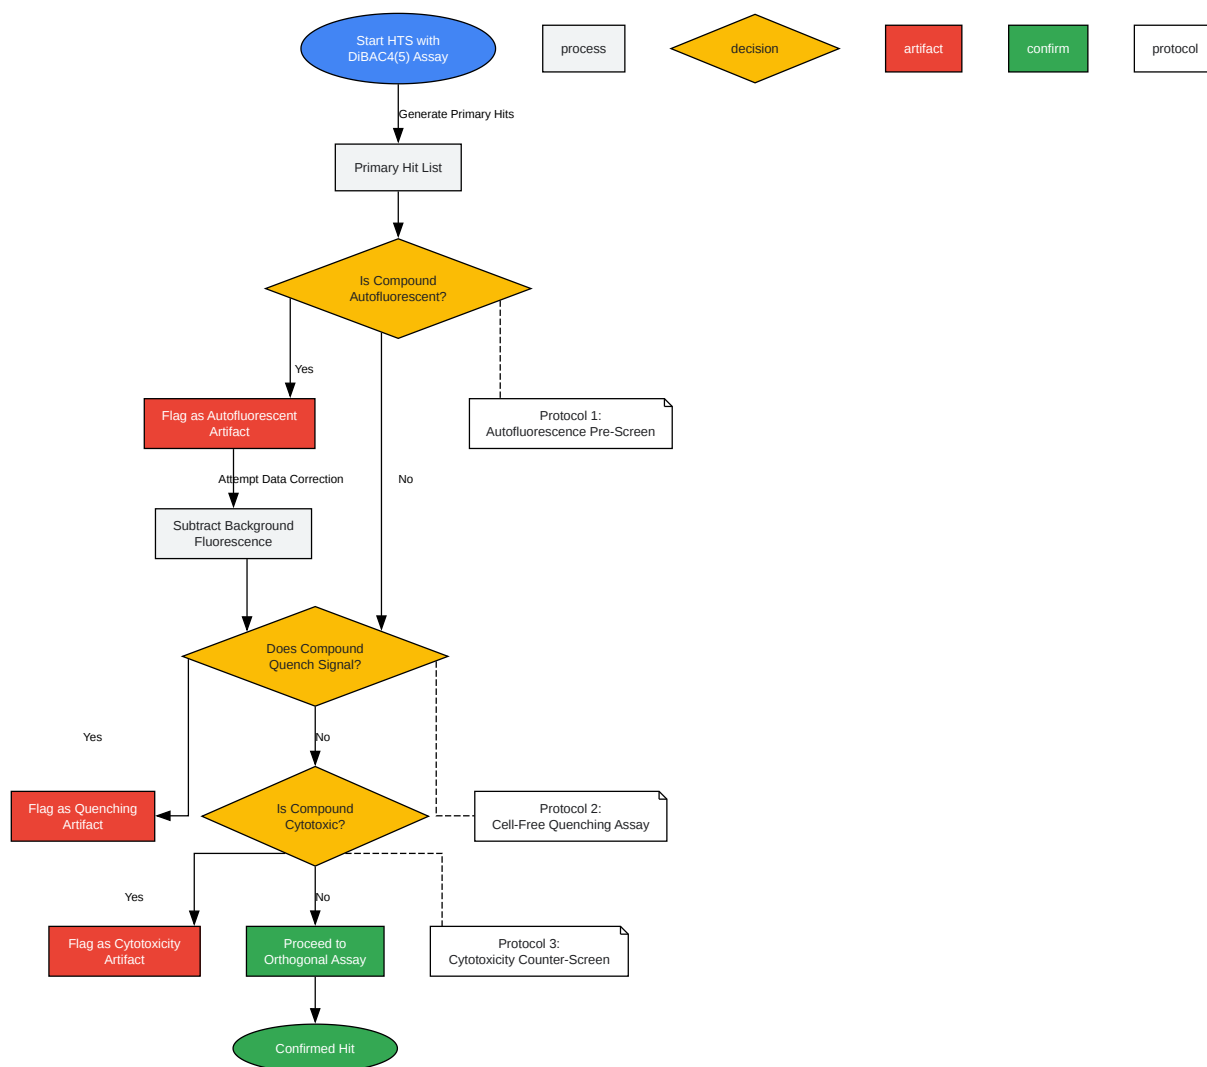 Start HTS with
DiBAC4(5) Assay
process
decision
artifact
confirm
protocol
Generate Primary Hits
Primary Hit List
Is Compound
Autofluorescent?
Yes
Flag as Autofluorescent
Artifact
Protocol 1:
Autofluorescence Pre-Screen
Attempt Data Correction
No
Subtract Background
Fluorescence
Does Compound
Quench Signal?
Yes
No
Flag as Quenching
Artifact
Is Compound
Cytotoxic?
Protocol 2:
Cell-Free Quenching Assay
Yes
No
Flag as Cytotoxicity
Artifact
Proceed to
Orthogonal Assay
Protocol 3:
Cytotoxicity Counter-Screen
Confirmed Hit